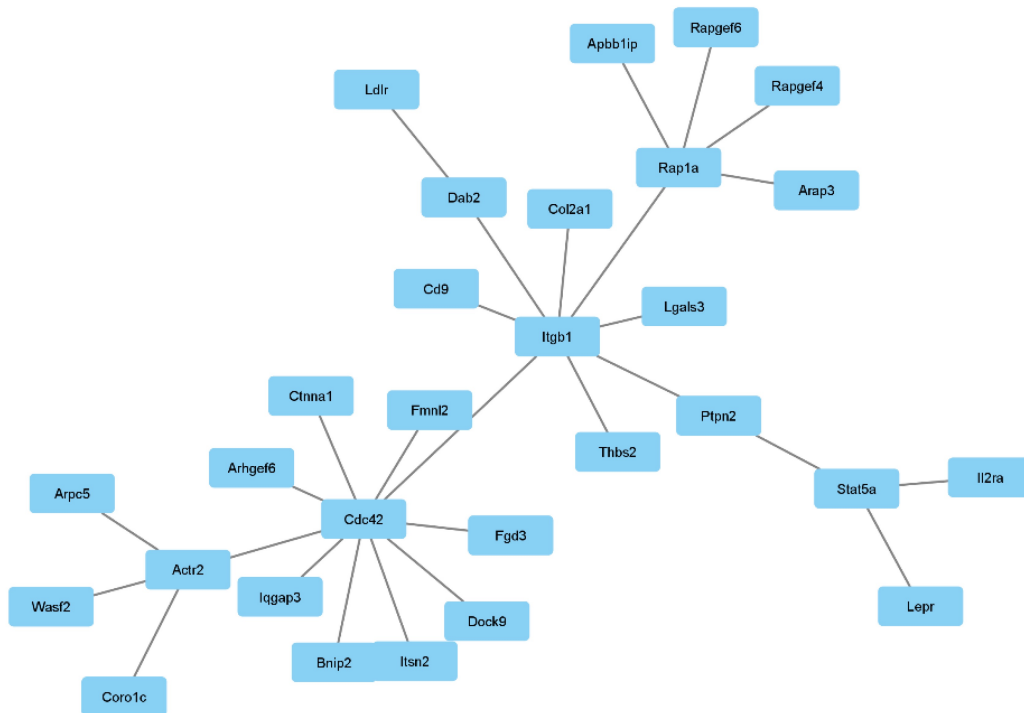 Rapgef6
Apbb1ip
Ldlr
Rapgef4
Rap1a
Arap3
Dab2
Col2a1
Cd9
Lgals3
Itgb1
Ctnna1
Fmnl2
Ptpn2
Thbs2
Arhgef6
Il2ra
Stat5a
Arpc5
Cdc42
Fgd3
Actr2
Iqgap3
Wasf2
Lepr
Dock9
Bnip2
Itsn2
Coro1c